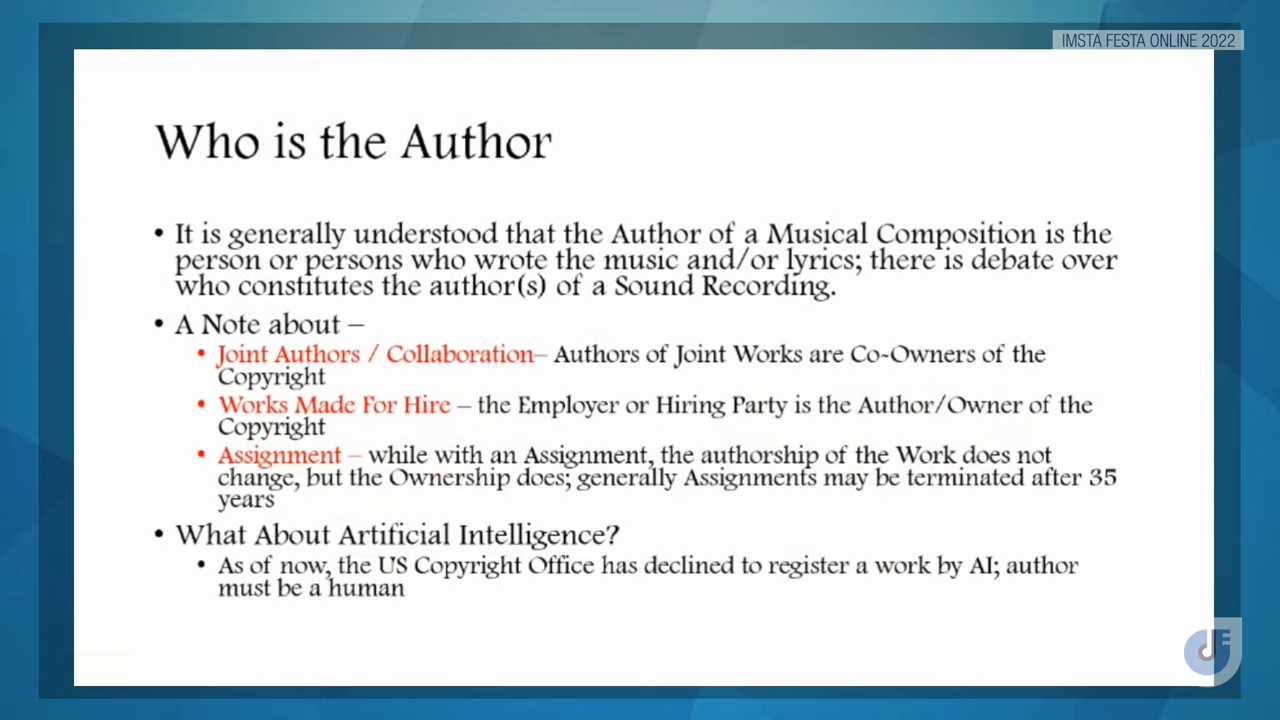 IMSTA FESTA ONLINE 2022
Who is the Author
• It is generally understood that the Author of a Musical Composition is the
person or persons who wrote the music and/or lyrics; there is debate over
who constitutes the author(s) of a Sound Recording.
• A Note about –
• Joint Authors / Collaboration– Authors of Joint Works are Co-Owners of the
Copyright
• Works Made For Hire – the Employer or Hiring Party is the Author/Owner of the
Copyright
• Assignment – while with an Assignment, the authorship of the Work does not
change, but the Ownership does; generally Assignments may be terminated after 35
years
• What About Artificial Intelligence?
• As of now, the US Copyright Office has declined to register a work by AI; author
must be a human